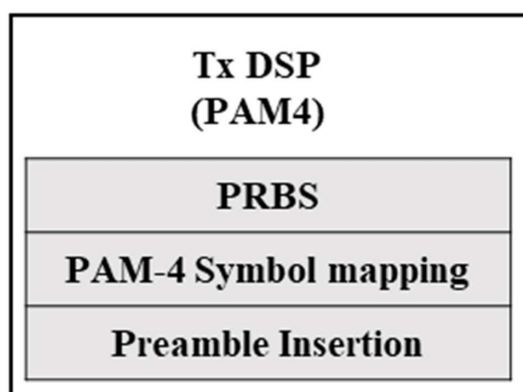 Tx DSP
(PAM4)
PRBS
PAM-4 Symbol mapping
Preamble Insertion